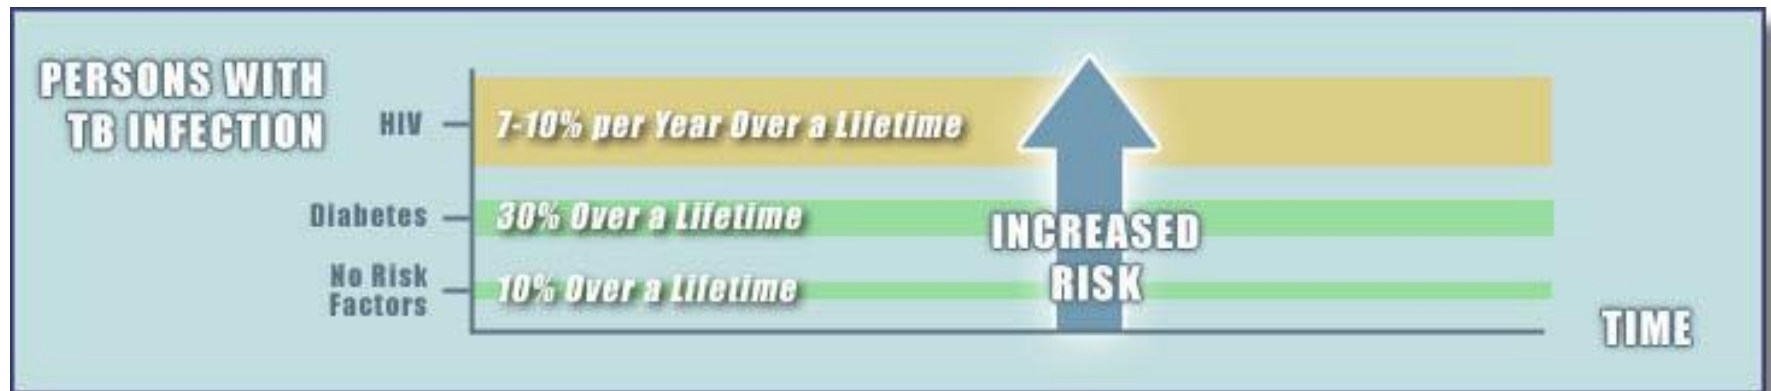 PERSONS WITH
TB INFECTION
HIV
7-10% per Year Over a Lifetime
Diabetes
30% Over a Lifetime
No Risk
Factors
10% Over a Lifetime
INCREASED
RISK
TIME